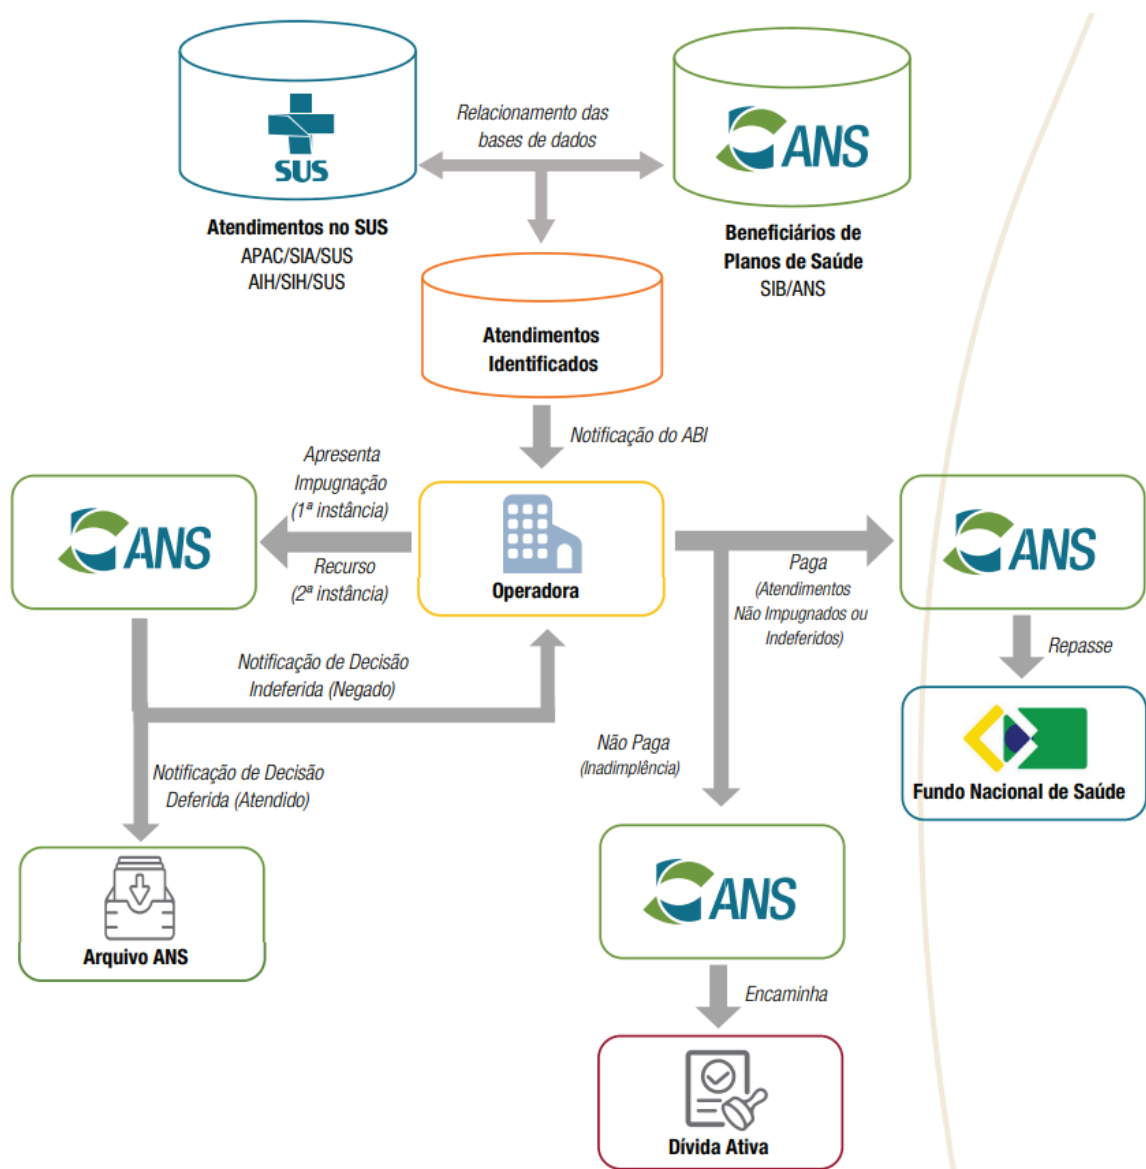 SUS
Relacionamento das
bases de dados
ANS
Atendimentos no SUS
APAC/SIA/SUS
AIH/SIH/SUS
Beneficiários de
Planos de Saúde
SIB/ANS
Atendimentos
Identificados
Notificação do ABI
Apresenta
Impugnação
(1ª instância)
Recurso
(2ª instância)
ANS
Operadora
Paga
(Atendimentos
Não Impugnados ou
Indeferidos)
ANS
Repasse
Fundo Nacional de Saúde
Notificação de Decisão
Indeferida (Negado)
Não Paga
(Inadimplência)
Notificação de Decisão
Deferida (Atendido)
Arquivo ANS
ANS
Encaminha
Dívida Ativa